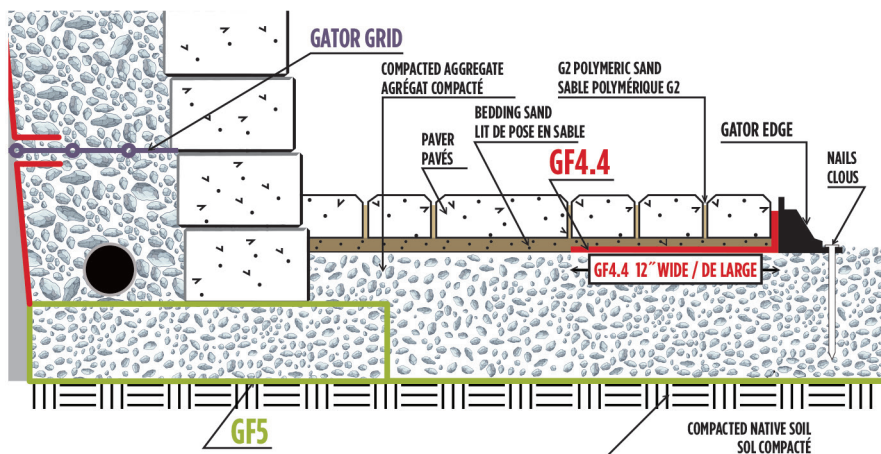 GATOR GRID
COMPACTED AGGREGATE
AGRÉGAT COMPACTÉ
G2 POLYMERIC SAND
SABLE POLYMÉRIQUE G2
BEDDING SAND
LIT DE POSE EN SABLE
PAVER
PAVÉS
GF4.4
GATOR EDGE
NAILS
CLOUS
GF4.4 12˝ WIDE / DE LARGE
GF5
COMPACTED NATIVE SOIL
SOL COMPACTÉ